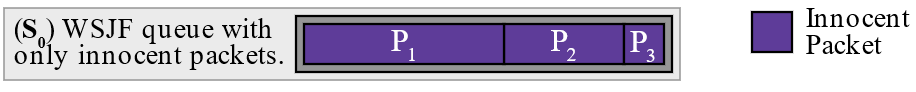 (S₀) WSJF queue with
only innocent packets.
P₁ P₂ P₃
Innocent
Packet